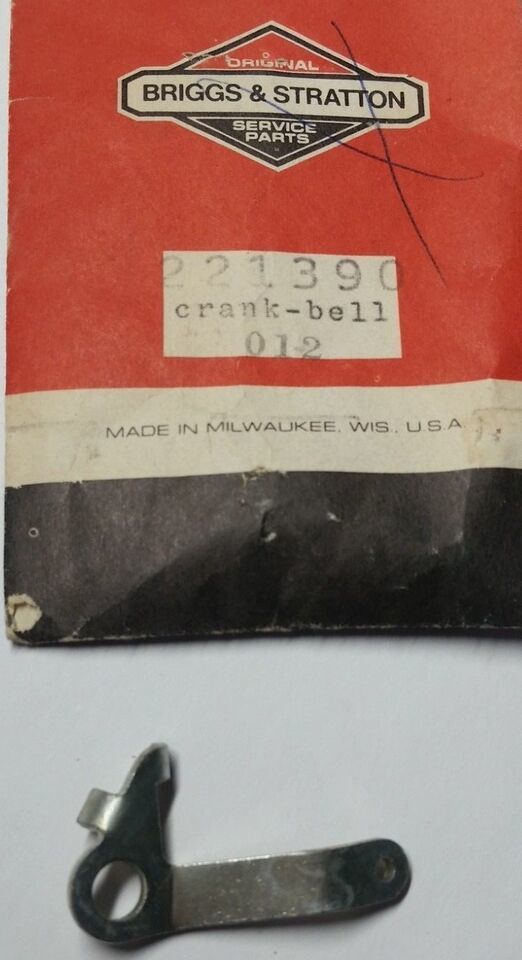 ORIGINAL
BRIGGS & STRATTON
SERVICE
PARTS
221390
crank-bell
012
MADE IN MILWAUKEE, WIS., U.S.A.